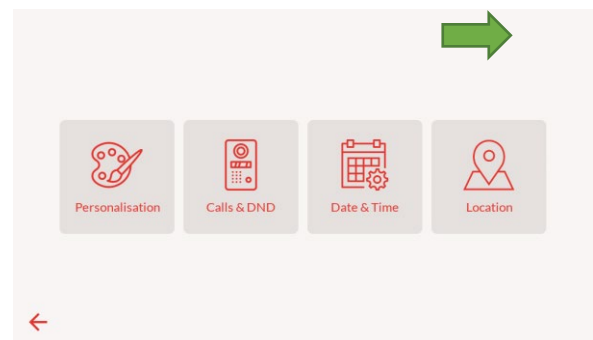 Personalisation
Calls & DND
Date & Time
Location